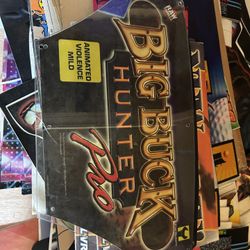 BIG BUCK
HUNTER
Pro
ANIMATED
VIOLENCE
MILD